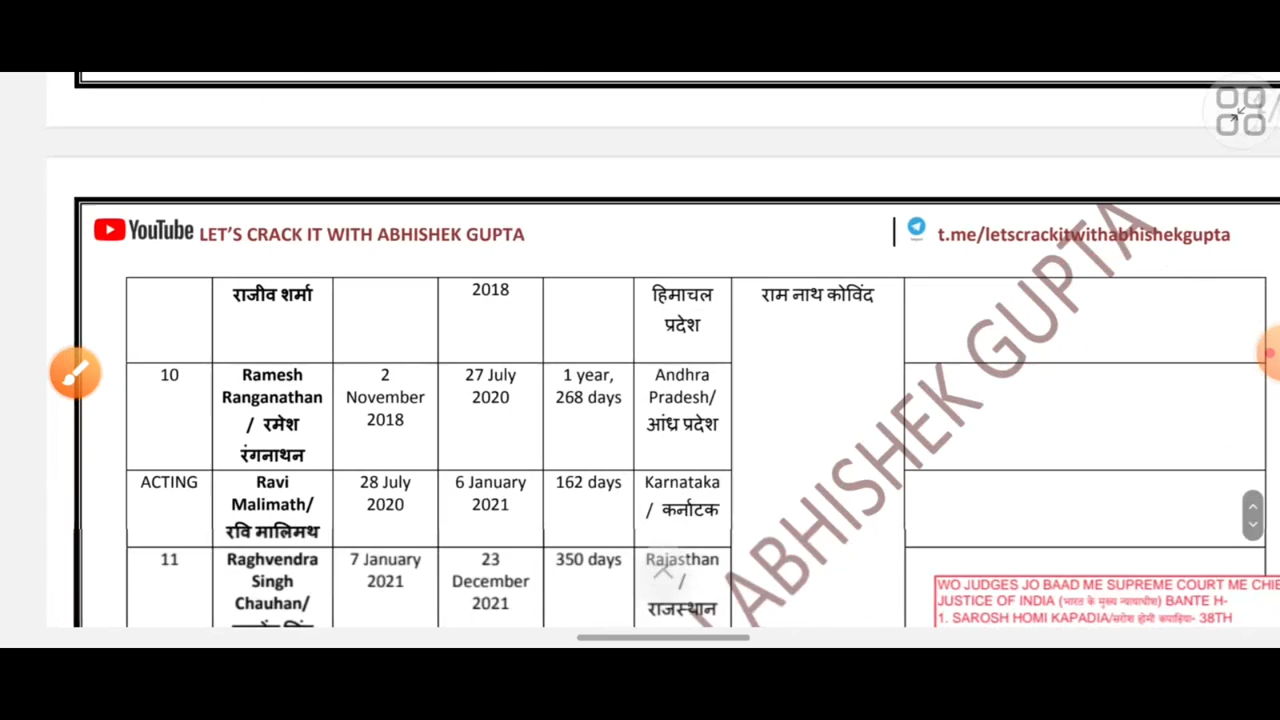 YouTube LET'S CRACK IT WITH ABHISHEK GUPTA
t.me/letscrackitwithabhishekgupta
राजीव शर्मा
2018
हिमाचल
प्रदेश
राम नाथ कोविंद
10
Ramesh
Ranganathan
/ रमेश
रंगनाथन
2
November
2018
27 July
2020
1 year,
268 days
Andhra
Pradesh/
आंध्र प्रदेश
ACTING
Ravi
Malimath/
रवि मालिमथ
28 July
2020
6 January
2021
162 days
Karnataka
/ कर्नाटक
11
Raghvendra
Singh
Chauhan/
7 January
2021
23
December
2021
350 days
Rajasthan
/
राजस्थान
ABHISHEK GUPTA
WO JUDGES JO BAAD ME SUPREME COURT ME CHIE
JUSTICE OF INDIA (भारत के मुख्य न्यायाधीश) BANTE H-
1. SAROSH HOMI KAPADIA/सरोश होमी कपाड़िया- 38TH